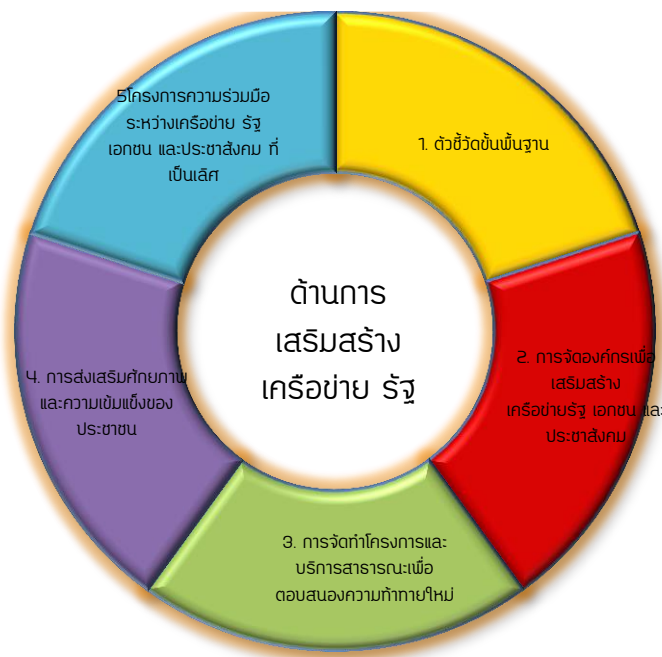 5โครงการความร่วมมือ
ระหว่างเครือข่าย รัฐ
เอกชน และประชาสังคม ที่
เป็นเลิศ
1. ตัวชี้วัดขั้นพื้นฐาน
ด้านการ
เสริมสร้าง
เครือข่าย รัฐ
2. การจัดองค์กรเพื่อ
เสริมสร้าง
เครือข่ายรัฐ เอกชน และ
ประชาสังคม
4. การส่งเสริมศักยภาพ
และความเข้มแข็งของ
ประชาชน
3. การจัดทำโครงการและ
บริการสาธารณะเพื่อ
ตอบสนองความท้าทายใหม่